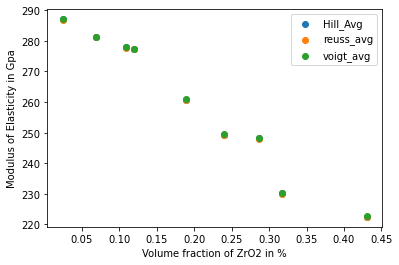 290
280
270
260
250
240
230
220
Modulus of Elasticity in Gpa
Hill_Avg
reuss_avg
voigt_avg
0.05 0.10 0.15 0.20 0.25 0.30 0.35 0.40 0.45
Volume fraction of ZrO2 in %